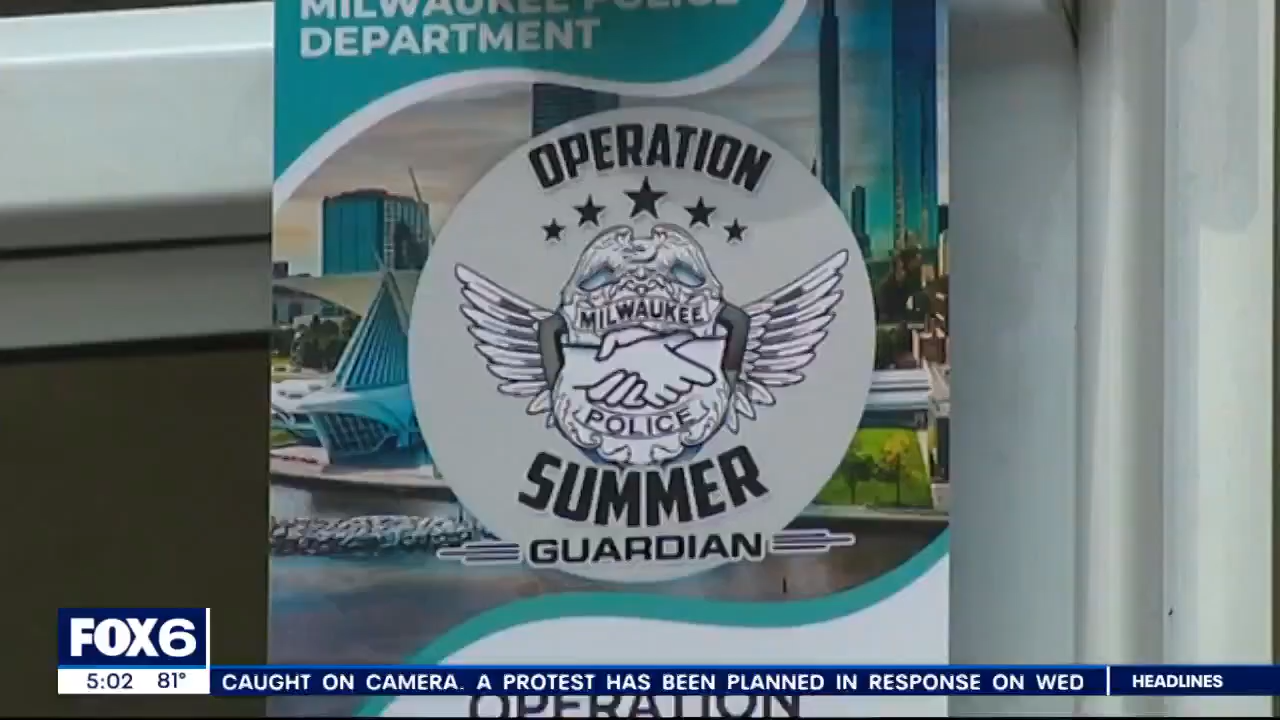 MILWAUKEE POLICE
DEPARTMENT
OPERATION
MILWAUKEE
POLICE
SUMMER
GUARDIAN
OPERATION
FOX6
5:02 81°
CAUGHT ON CAMERA. A PROTEST HAS BEEN PLANNED IN RESPONSE ON WED
HEADLINES